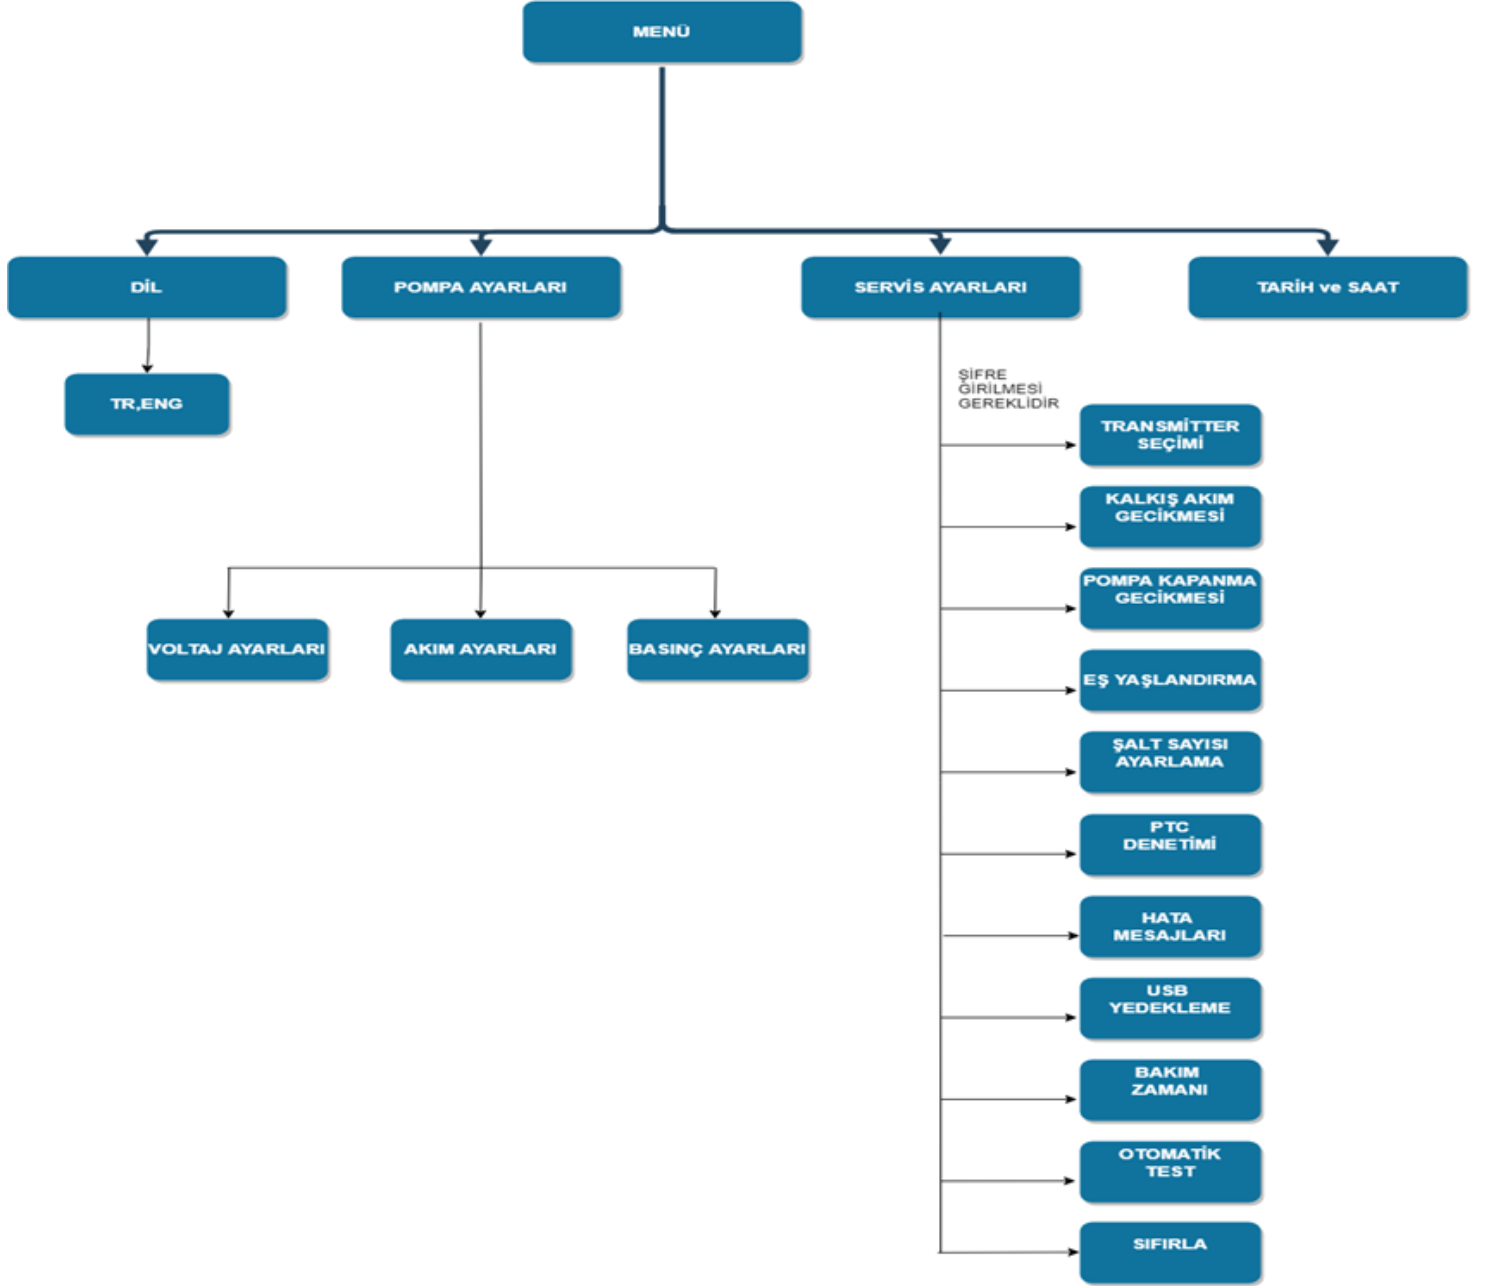 MENÜ
DİL
POMPA AYARLARI
SERVİS AYARLARI
TARİH ve SAAT
TR,ENG
VOLTAJ AYARLARI
AKIM AYARLARI
BASINÇ AYARLARI
ŞİFRE
GİRİLMESİ
GEREKLİDİR
TRANSMİTTER
SEÇİMİ
KALKIŞ AKIM
GECİKMESİ
POMPA KAPANMA
GECİKMESİ
EŞ YAŞLANDIRMA
ŞALT SAYISI
AYARLAMA
PTC
DENETİMİ
HATA
MESAJLARI
USB
YEDEKLEME
BAKIM
ZAMANI
OTOMATİK
TEST
SIFIRLA